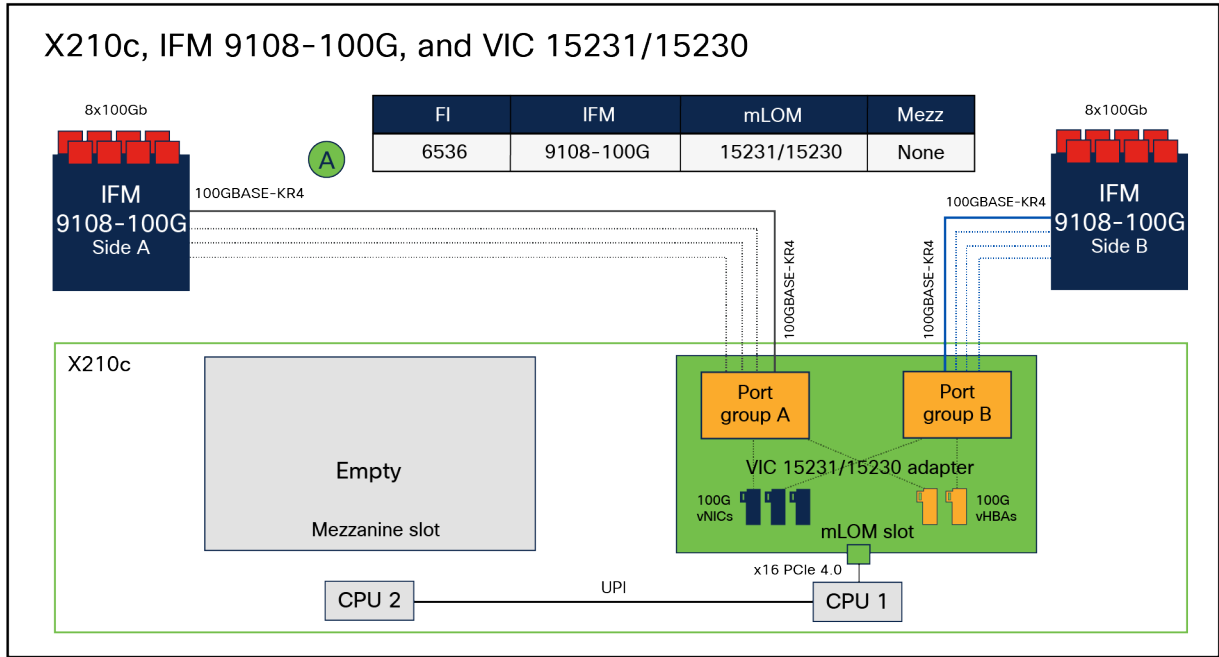 X210c, IFM 9108-100G, and VIC 15231/15230
8x100Gb
8x100Gb
FI IFM mLOM Mezz
A
6536 9108-100G 15231/15230 None
IFM
9108-100G
Side A
100GBASE-KR4
100GBASE-KR4
100GBASE-KR4
100GBASE-KR4
IFM
9108-100G
Side B
X210c
Empty
Mezzanine slot
Port
group A
Port
group B
VIC 15231/15230 adapter
100G
vNICs
100G
vHBAs
mLOM slot
x16 PCIe 4.0
CPU 2
UPI
CPU 1